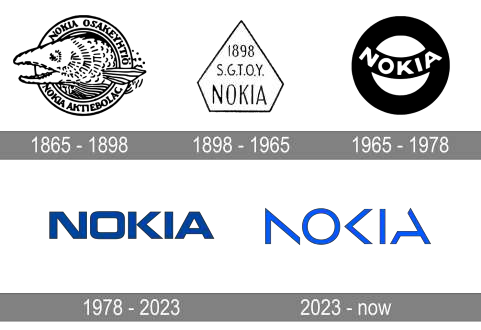 NOKIA OSAKEYHTIÖ
NOKIA AKTIEBOLAG
1898
S.G.T.O.Y.
NOKIA
NOKIA
1865 - 1898
1898 - 1965
1965 - 1978
NOKIA
NOKIA
1978 - 2023
2023 - now